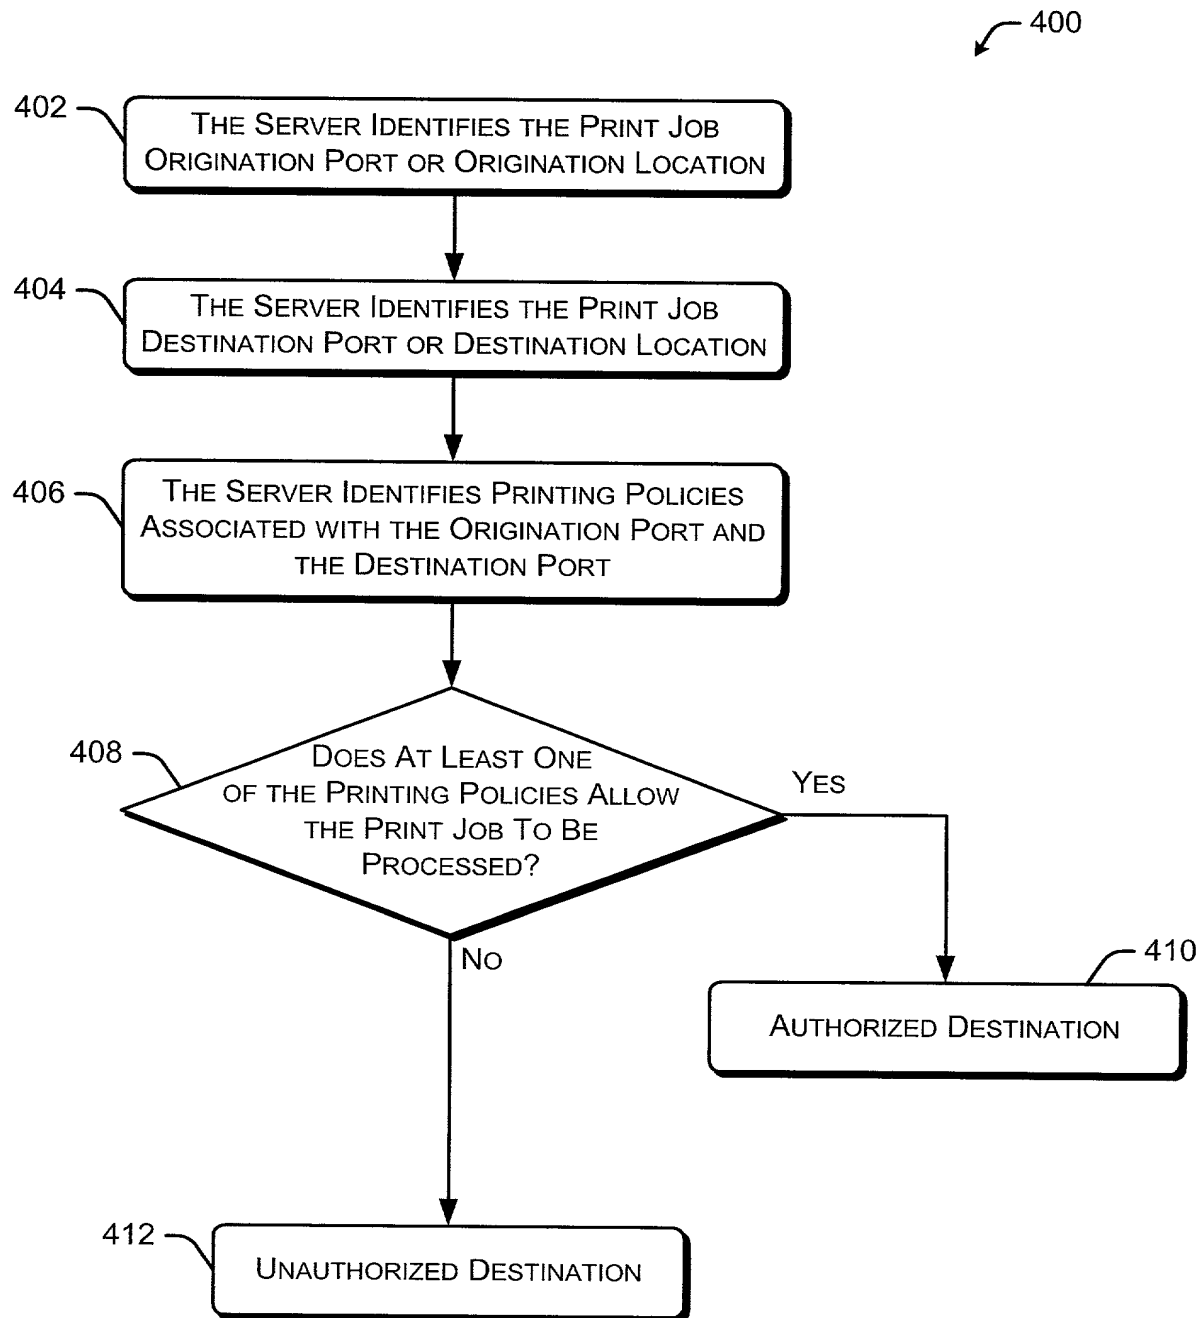 400
402
THE SERVER IDENTIFIES THE PRINT JOB
ORIGINATION PORT OR ORIGINATION LOCATION
404
THE SERVER IDENTIFIES THE PRINT JOB
DESTINATION PORT OR DESTINATION LOCATION
406
THE SERVER IDENTIFIES PRINTING POLICIES
ASSOCIATED WITH THE ORIGINATION PORT AND
THE DESTINATION PORT
408
DOES AT LEAST ONE
OF THE PRINTING POLICIES ALLOW
THE PRINT JOB TO BE
PROCESSED?
YES
NO
410
AUTHORIZED DESTINATION
412
UNAUTHORIZED DESTINATION